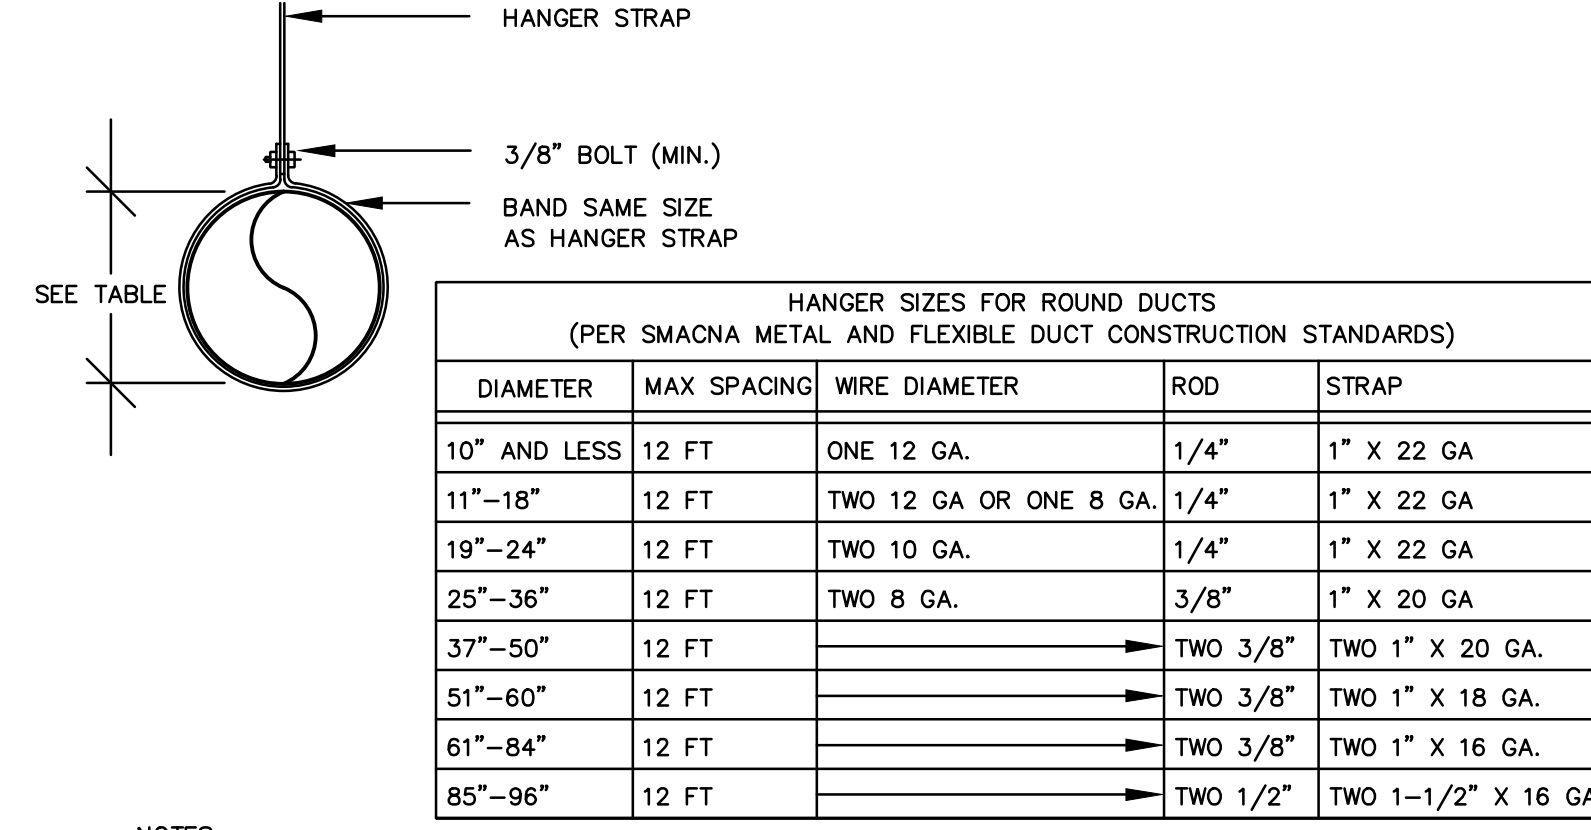 HANGER STRAP
3/8" BOLT (MIN.)
BAND SAME SIZE
AS HANGER STRAP
SEE TABLE
HANGER SIZES FOR ROUND DUCTS
(PER SMACNA METAL AND FLEXIBLE DUCT CONSTRUCTION STANDARDS)
DIAMETER MAX SPACING WIRE DIAMETER ROD STRAP
10" AND LESS 12 FT ONE 12 GA. 1/4" 1" X 22 GA
11"-18" 12 FT TWO 12 GA OR ONE 8 GA. 1/4" 1" X 22 GA
19"-24" 12 FT TWO 10 GA. 1/4" 1" X 22 GA
25"-36" 12 FT TWO 8 GA. 3/8" 1" X 20 GA
37"-50" 12 FT TWO 3/8" TWO 1" X 20 GA.
51"-60" 12 FT TWO 3/8" TWO 1" X 18 GA.
61"-84" 12 FT TWO 3/8" TWO 1" X 16 GA.
85"-96" 12 FT TWO 1/2" TWO 1-1/2" X 16 GA